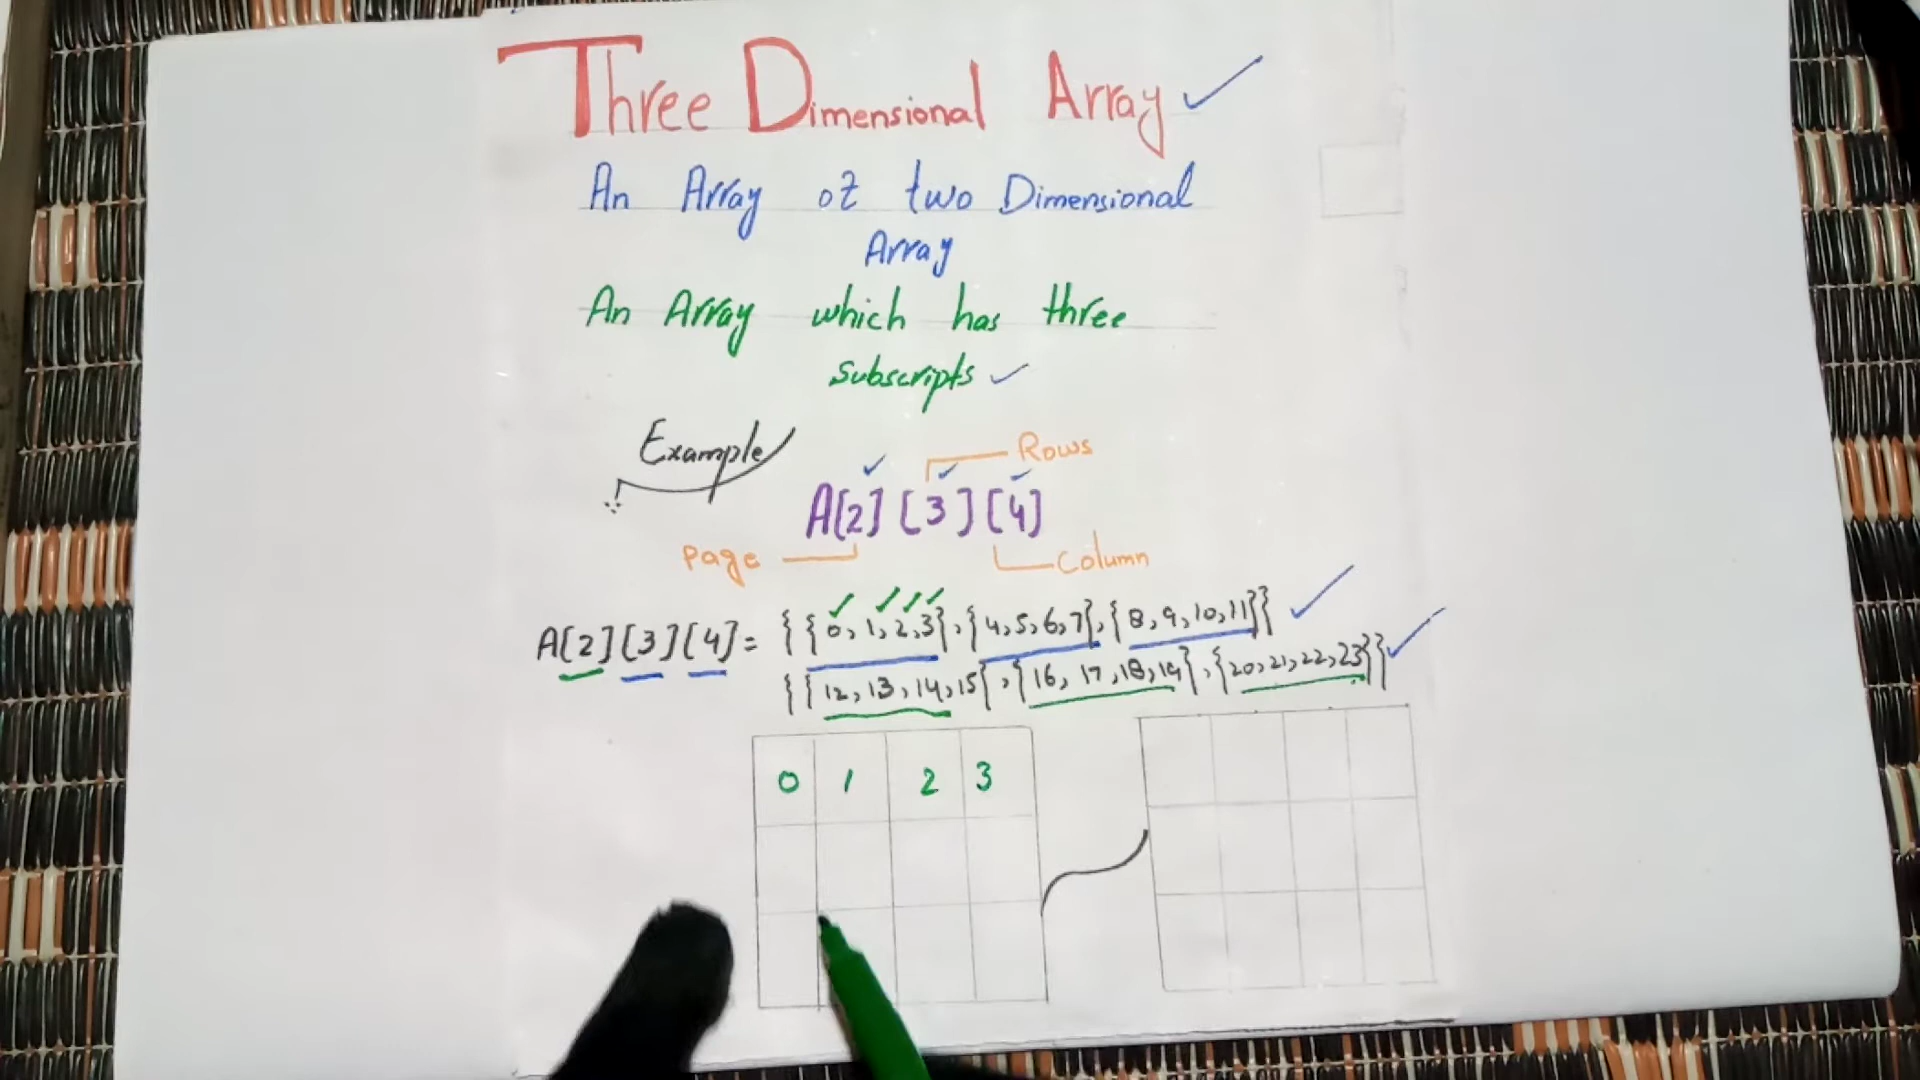 Three Dimensional Array
An Array of two Dimensional
Array
An Array which has three
subscripts
Example
Rows
A[2][3][4]
Page
Column
A[2][3][4]= {{0,1,2,3},{4,5,6,7},{8,9,10,11}}
{{12,13,14,15},{16,17,18,19},{20,21,22,23}}
0 1 2 3